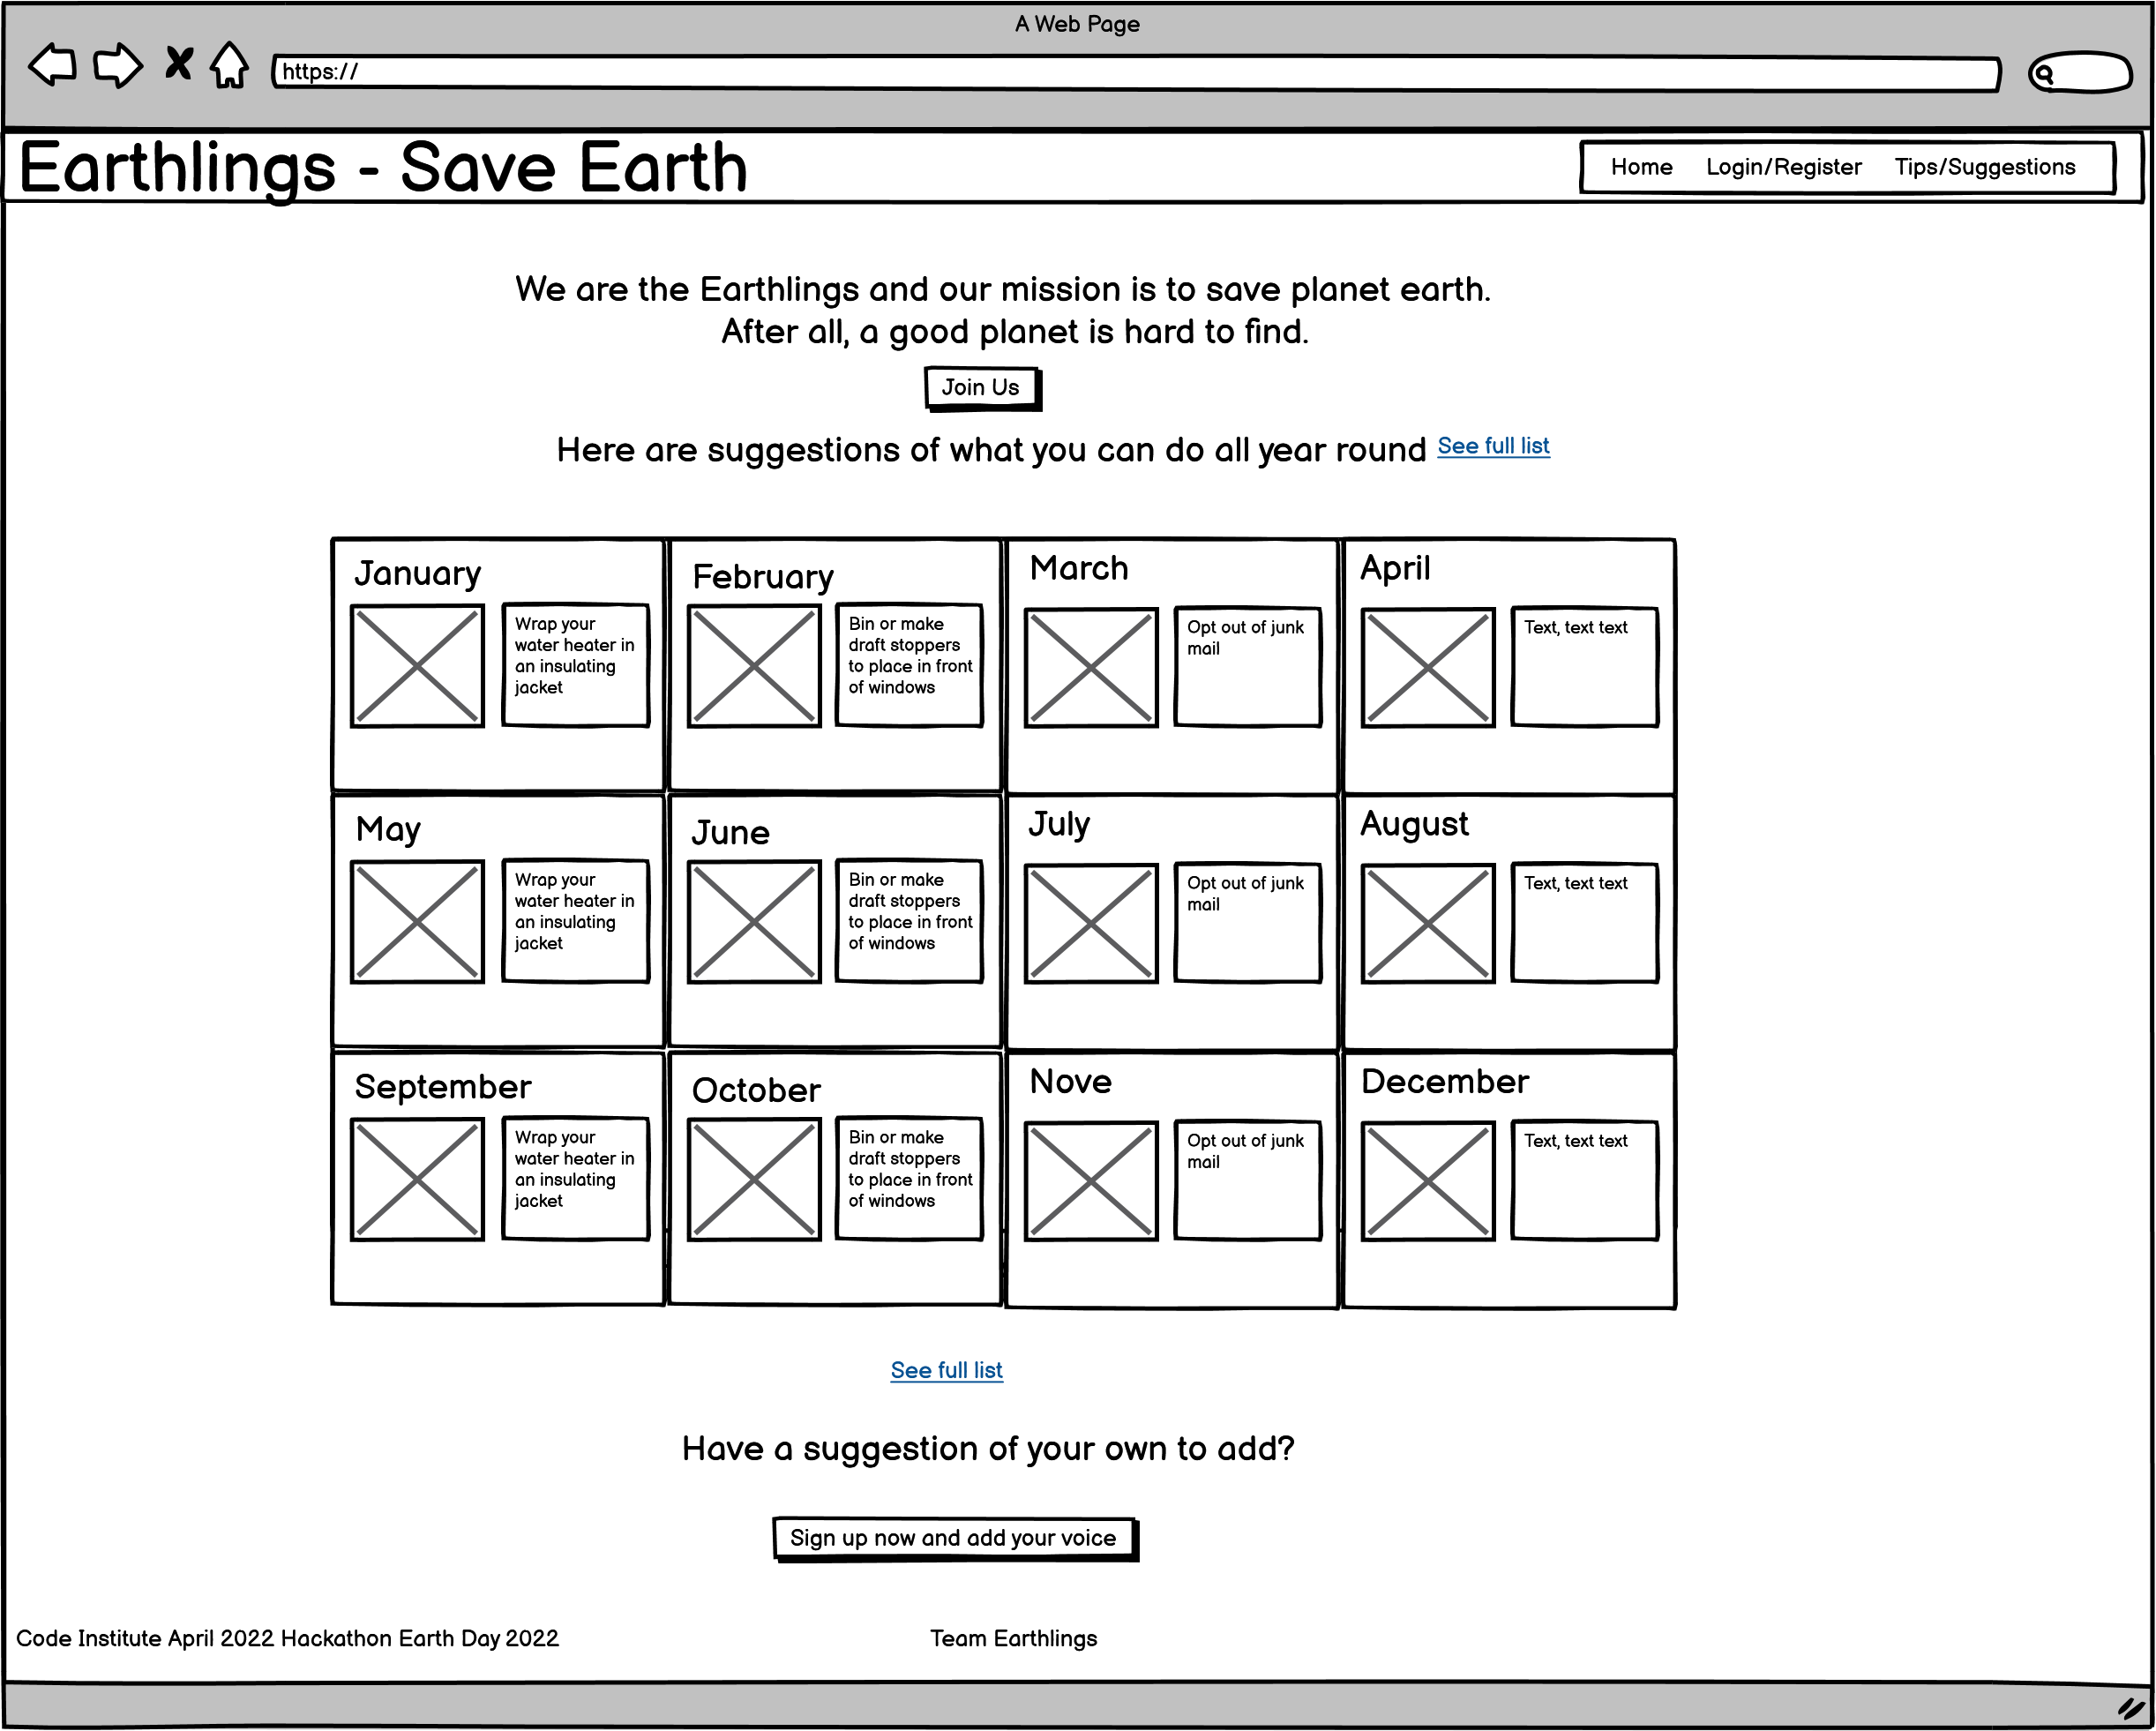 A Web Page
https://
Earthlings - Save Earth
Home Login/Register Tips/Suggestions
We are the Earthlings and our mission is to save planet earth.
After all, a good planet is hard to find.
Join Us
Here are suggestions of what you can do all year round See full list
January
Wrap your
water heater in
an insulating
jacket
February
Bin or make
draft stoppers
to place in front
of windows
March
Opt out of junk
mail
April
Text, text text
May
Wrap your
water heater in
an insulating
jacket
June
Bin or make
draft stoppers
to place in front
of windows
July
Opt out of junk
mail
August
Text, text text
September
Wrap your
water heater in
an insulating
jacket
October
Bin or make
draft stoppers
to place in front
of windows
Nove
Opt out of junk
mail
December
Text, text text
See full list
Have a suggestion of your own to add?
Sign up now and add your voice
Code Institute April 2022 Hackathon Earth Day 2022
Team Earthlings